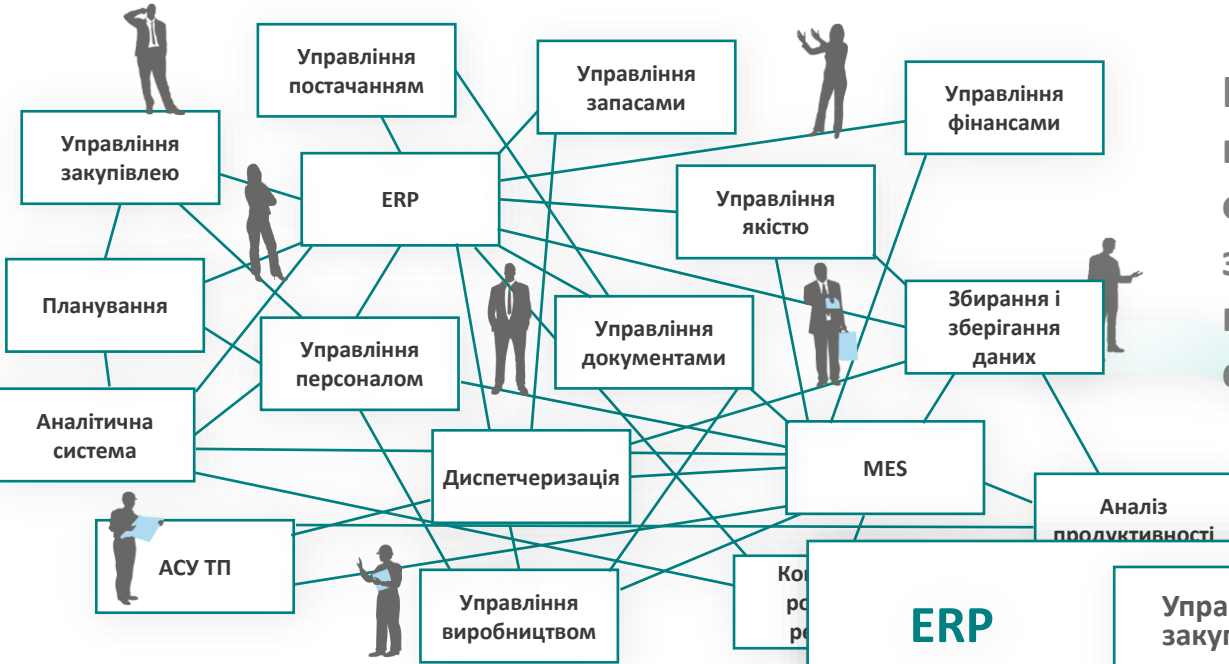 Управління
постачанням
Управління
запасами
Управління
фінансами
Управління
закупівлею
ERP
Управління
якістю
Планування
Управління
персоналом
Управління
документами
Збирання і
зберігання
даних
Аналітична
система
Диспетчеризація
MES
Аналіз
продуктивності
АСУ ТП
Управління
виробництвом
ERP